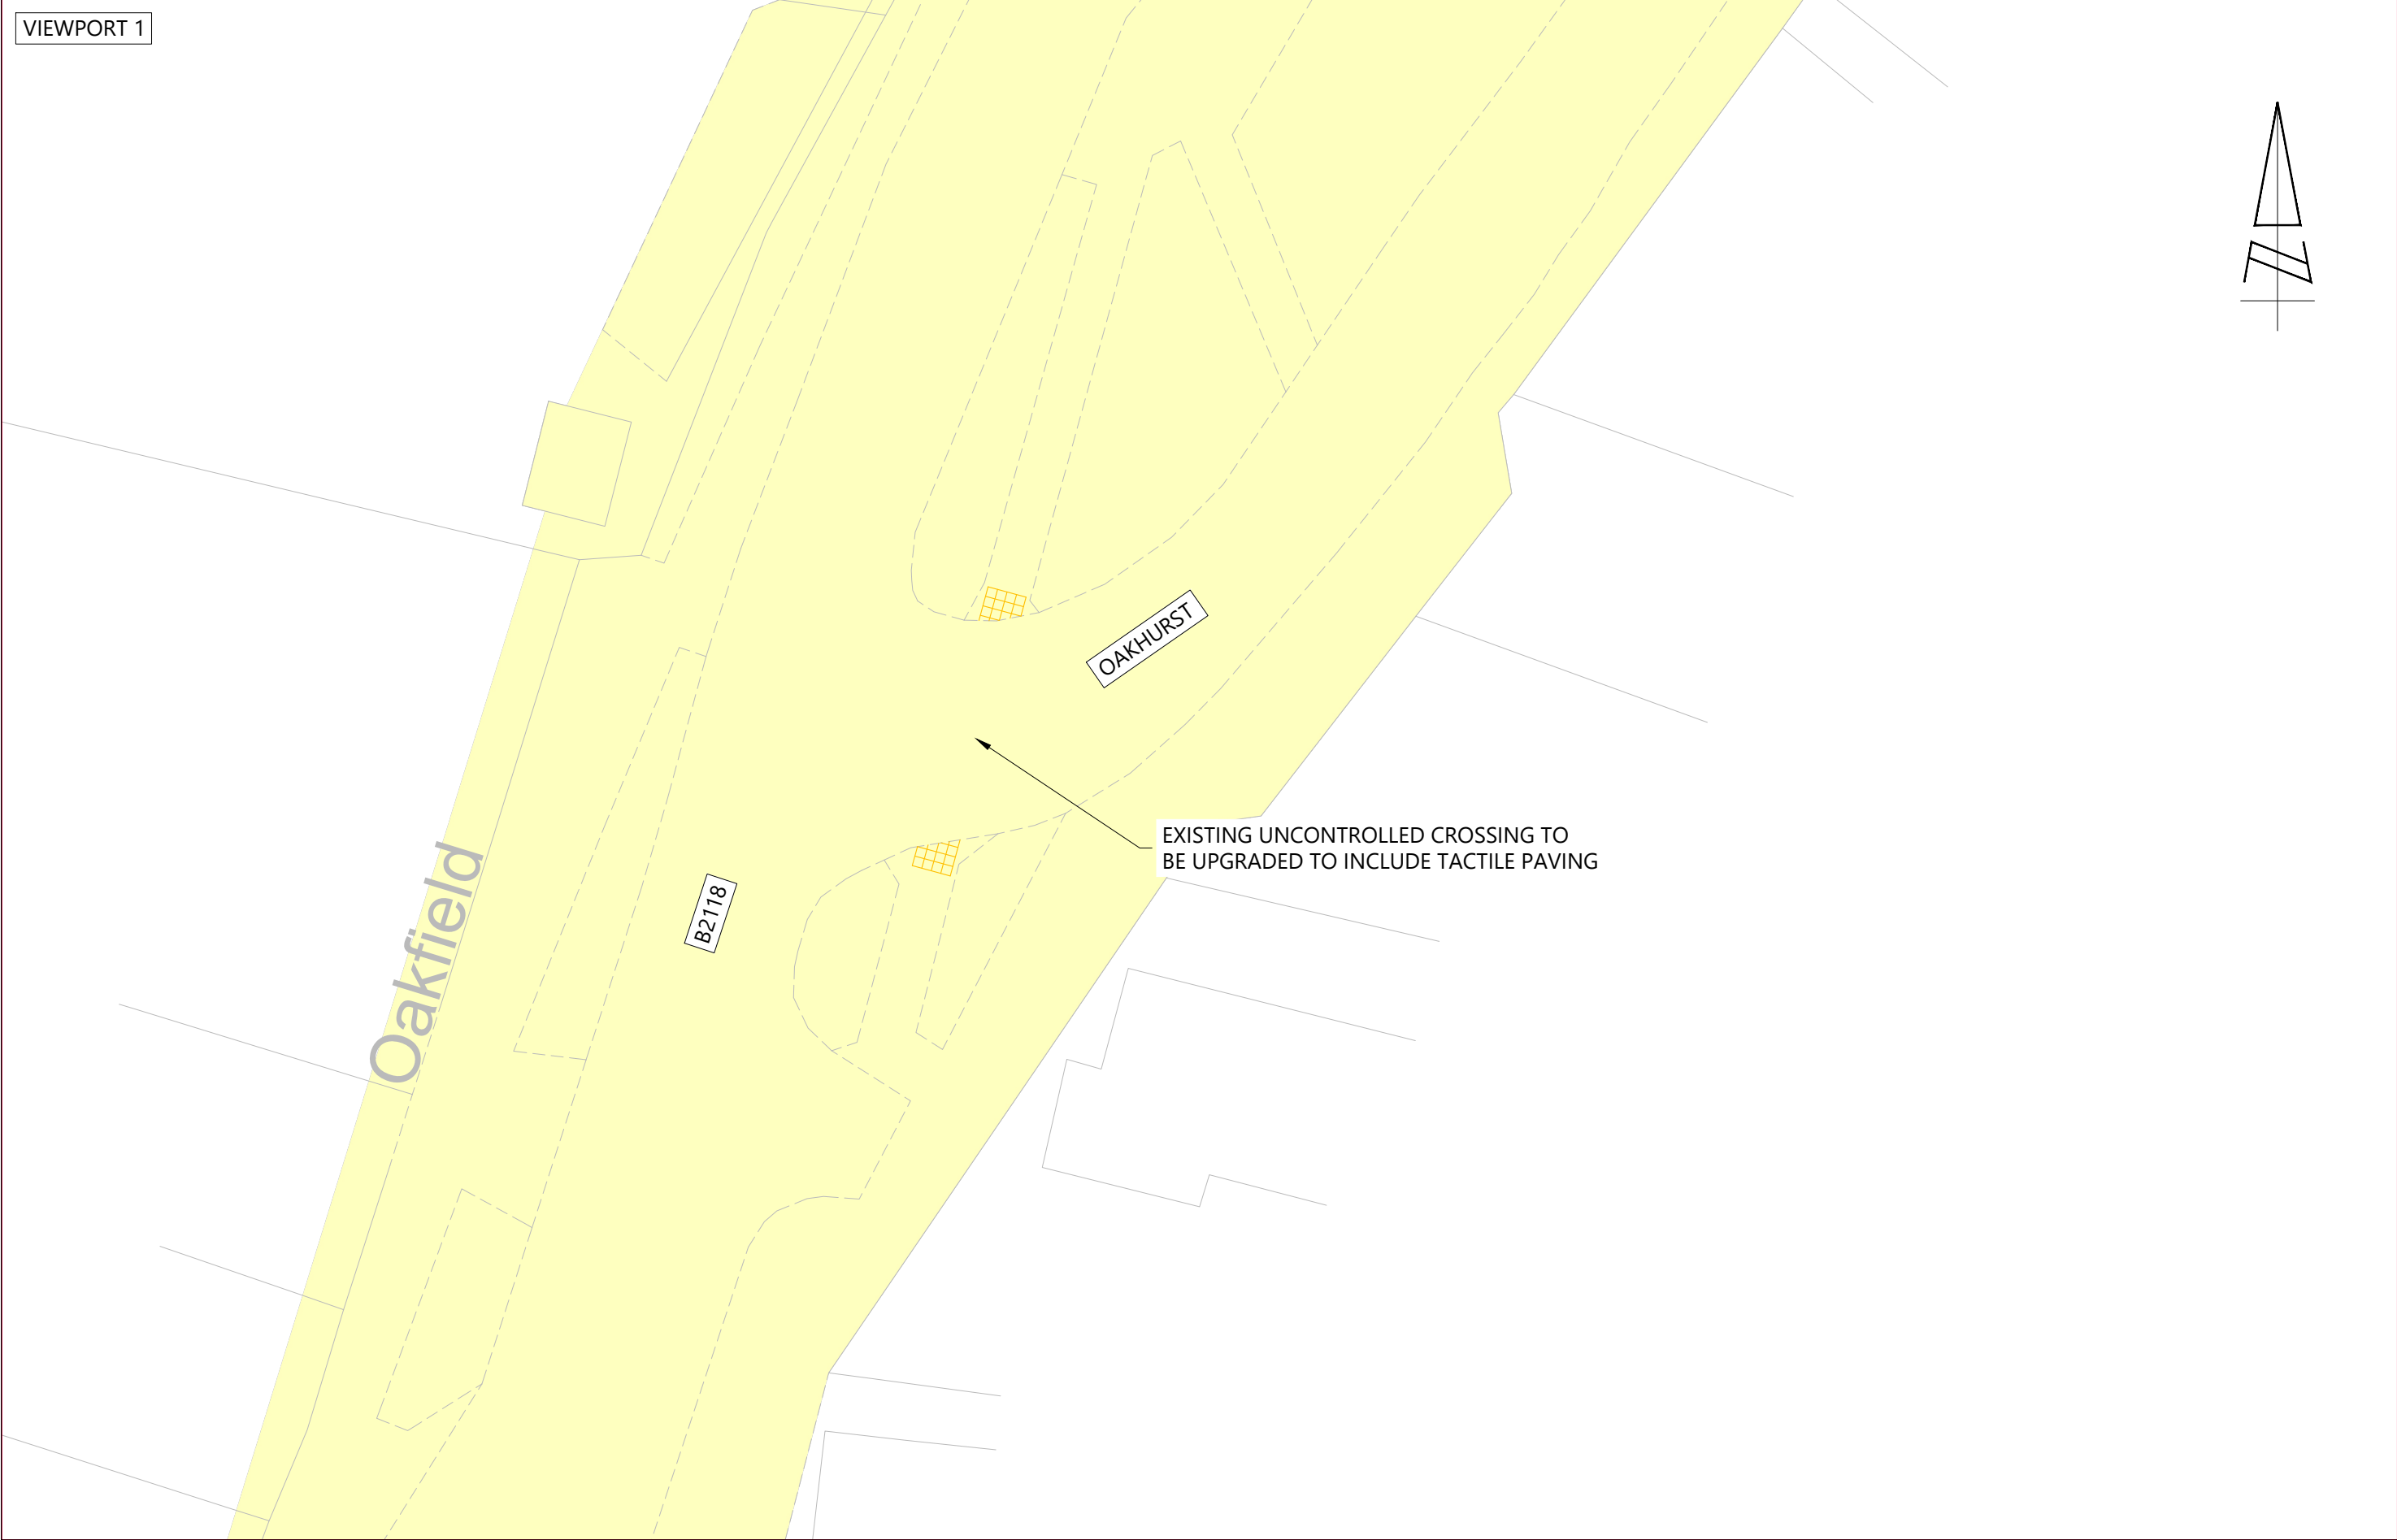 VIEWPORT 1
N
OAKHURST
EXISTING UNCONTROLLED CROSSING TO
BE UPGRADED TO INCLUDE TACTILE PAVING
Oakfield
B2118